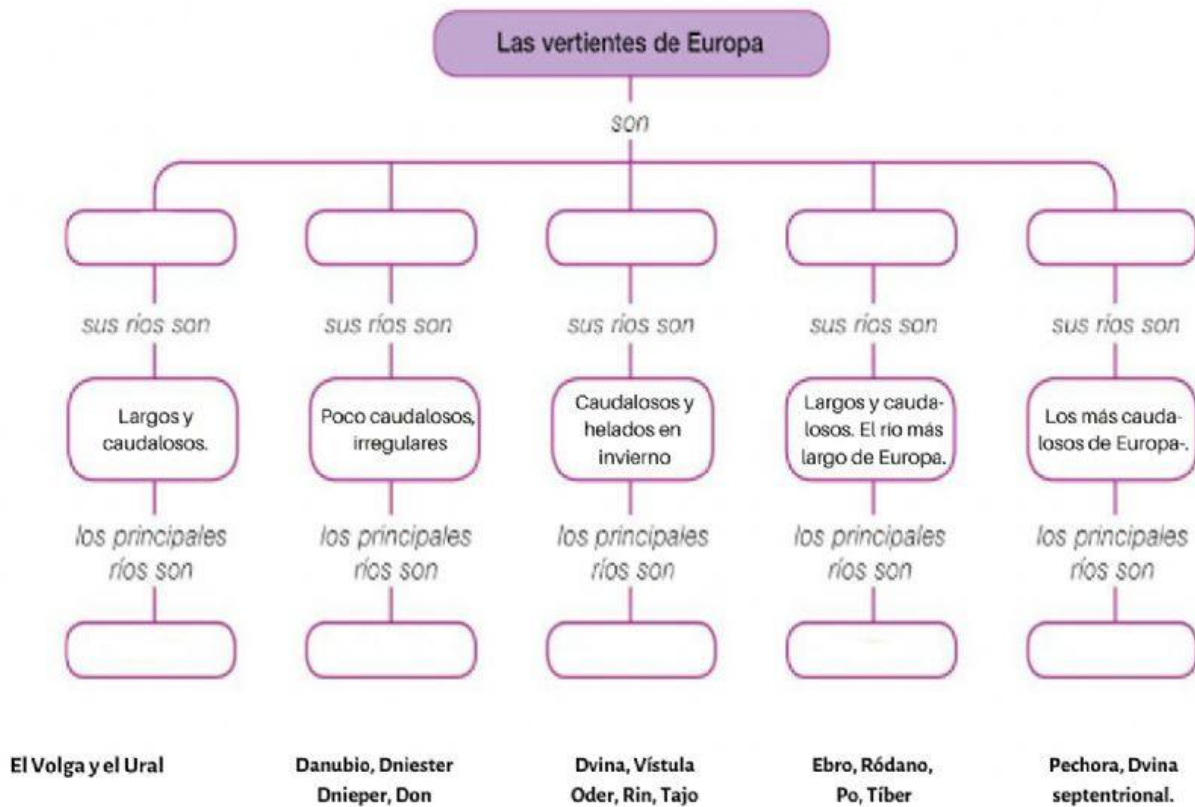 Las vertientes de Europa
son
sus ríos son
sus ríos son
sus ríos son
sus ríos son
sus ríos son
Largos y
caudalosos.
Poco caudalosos,
irregulares
Caudalosos y
helados en
invierno
Largos y cauda-
losos. El río más
largo de Europa.
Los más cauda-
losos de Europa-.
los principales
ríos son
los principales
ríos son
los principales
ríos son
los principales
ríos son
los principales
ríos son
El Volga y el Ural
Danubio, Dniester
Dnieper, Don
Dvina, Vístula
Oder, Rin, Tajo
Ebro, Ródano,
Po, Tíber
Pechora, Dvina
septentrional.